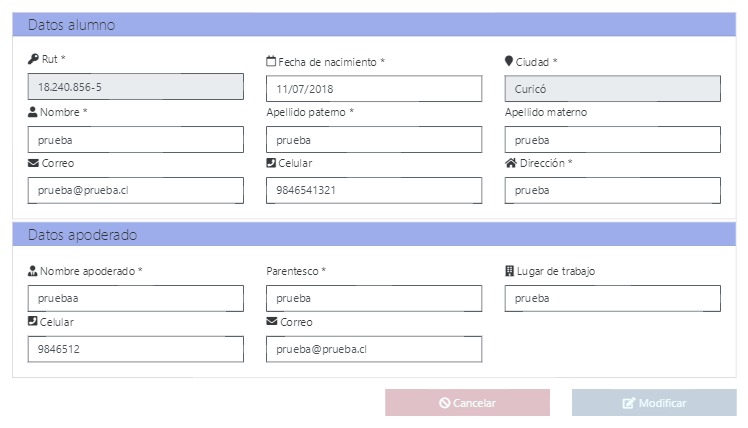 Datos alumno
Rut * Fecha de nacimiento * Ciudad *
18.240.856-5 11/07/2018 Curicó
Nombre * Apellido paterno * Apellido materno
prueba prueba prueba
Correo Celular Dirección *
prueba@prueba.cl 9846541321 prueba
Datos apoderado
Nombre apoderado * Parentesco * Lugar de trabajo
pruebaa prueba prueba
Celular Correo
9846512 prueba@prueba.cl
Cancelar Modificar